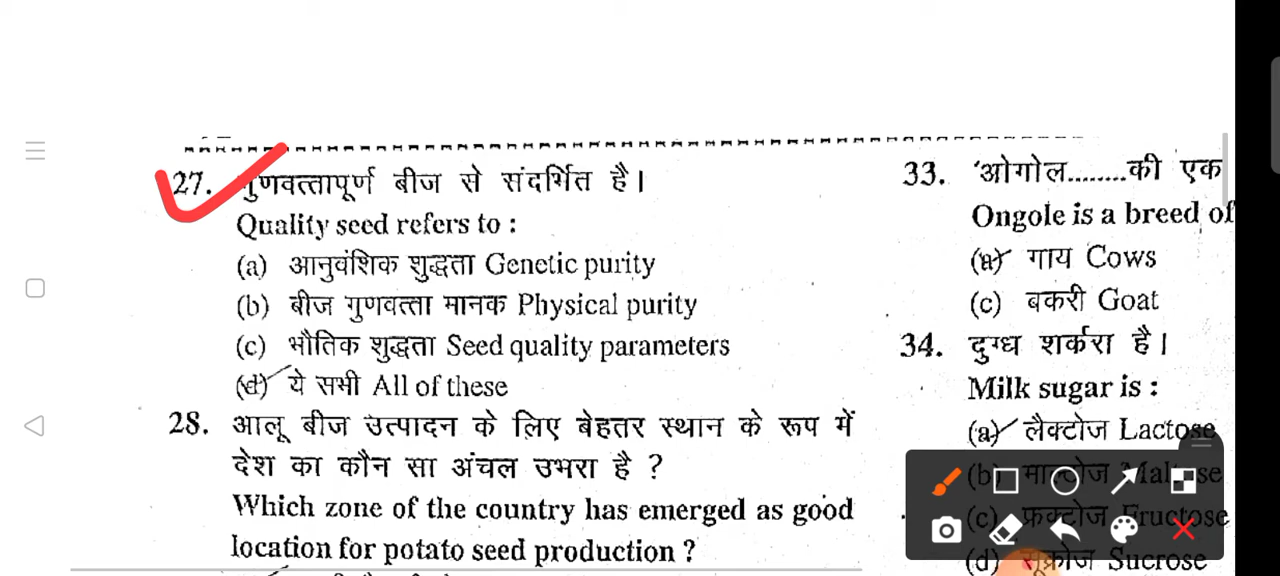 27. गुणवत्तापूर्ण बीज से संदर्भित है।
Quality seed refers to :
(a) आनुवंशिक शुद्धता Genetic purity
(b) बीज गुणवत्ता मानक Physical purity
(c) भौतिक शुद्धता Seed quality parameters
(d) ये सभी All of these
28. आलू बीज उत्पादन के लिए बेहतर स्थान के रूप में
देश का कौन सा अंचल उभरा है ?
Which zone of the country has emerged as good
location for potato seed production ?
33. 'ओगोल........की एक
Ongole is a breed of
(a) गाय Cows
(c) बकरी Goat
34. दुग्ध शर्करा है।
Milk sugar is :
(a) लैक्टोज Lactose
(b) माल्टोज Maltose
(c) फ्रक्टोज Fructose
(d) सूक्रोज Sucrose